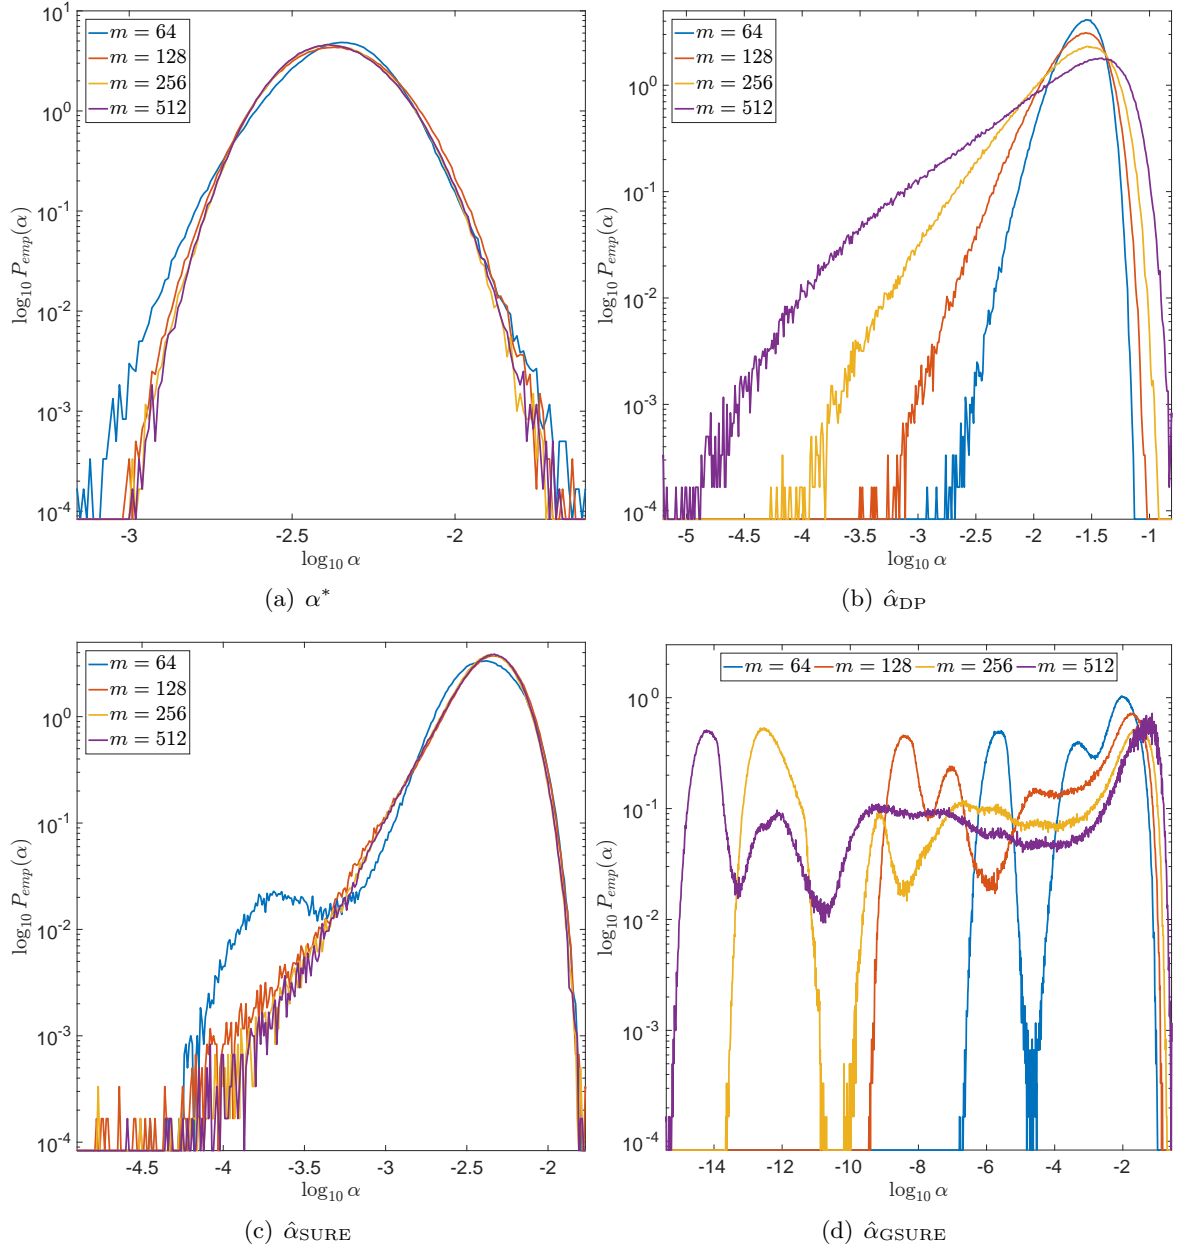 m = 64
m = 128
m = 256
m = 512
10^1
10^0
10^-1
10^-2
10^-3
10^-4
log10 P_emp(α)
-3 -2.5 -2
log10 α
(a) α*
m = 64
m = 128
m = 256
m = 512
10^0
10^-1
10^-2
10^-3
10^-4
log10 P_emp(α)
-5 -4.5 -4 -3.5 -3 -2.5 -2 -1.5 -1
log10 α
(b) α̂_DP
m = 64
m = 128
m = 256
m = 512
10^0
10^-1
10^-2
10^-3
10^-4
log10 P_emp(α)
-4.5 -4 -3.5 -3 -2.5 -2
log10 α
(c) α̂_SURE
m = 64 m = 128 m = 256 m = 512
10^0
10^-1
10^-2
10^-3
10^-4
log10 P_emp(α)
-14 -12 -10 -8 -6 -4 -2
log10 α
(d) α̂_GSURE